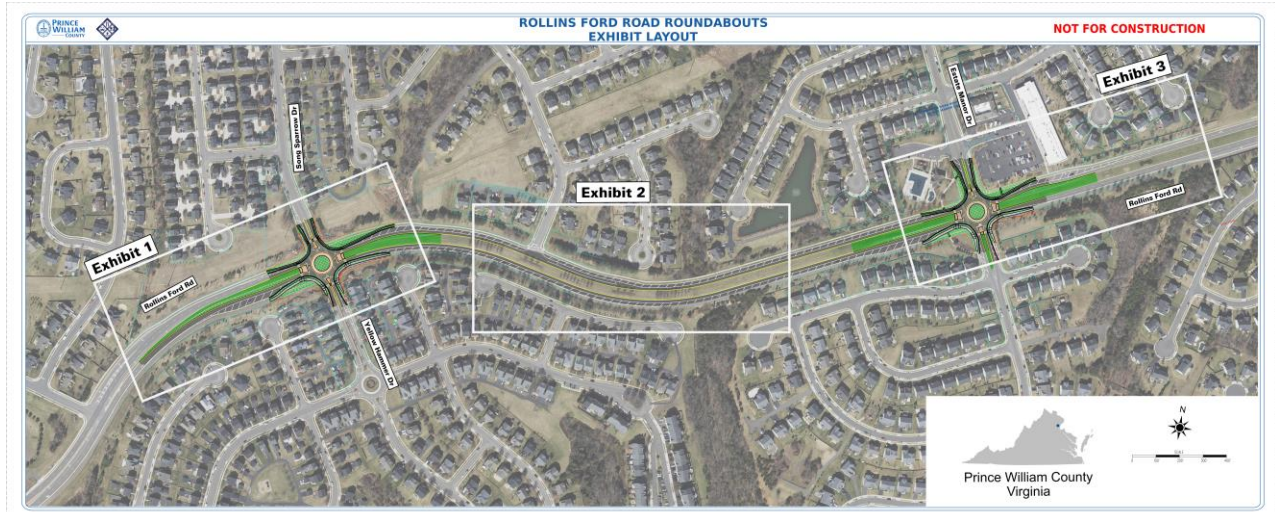 PRINCE
WILLIAM
COUNTY
ROLLINS FORD ROAD ROUNDABOUTS
EXHIBIT LAYOUT
NOT FOR CONSTRUCTION
Song Sparrow Dr
Estate Manor Dr
Exhibit 3
Exhibit 2
Exhibit 1
Rollins Ford Rd
Rollins Ford Rd
Yellow Hammer Dr
N
Prince William County
Virginia